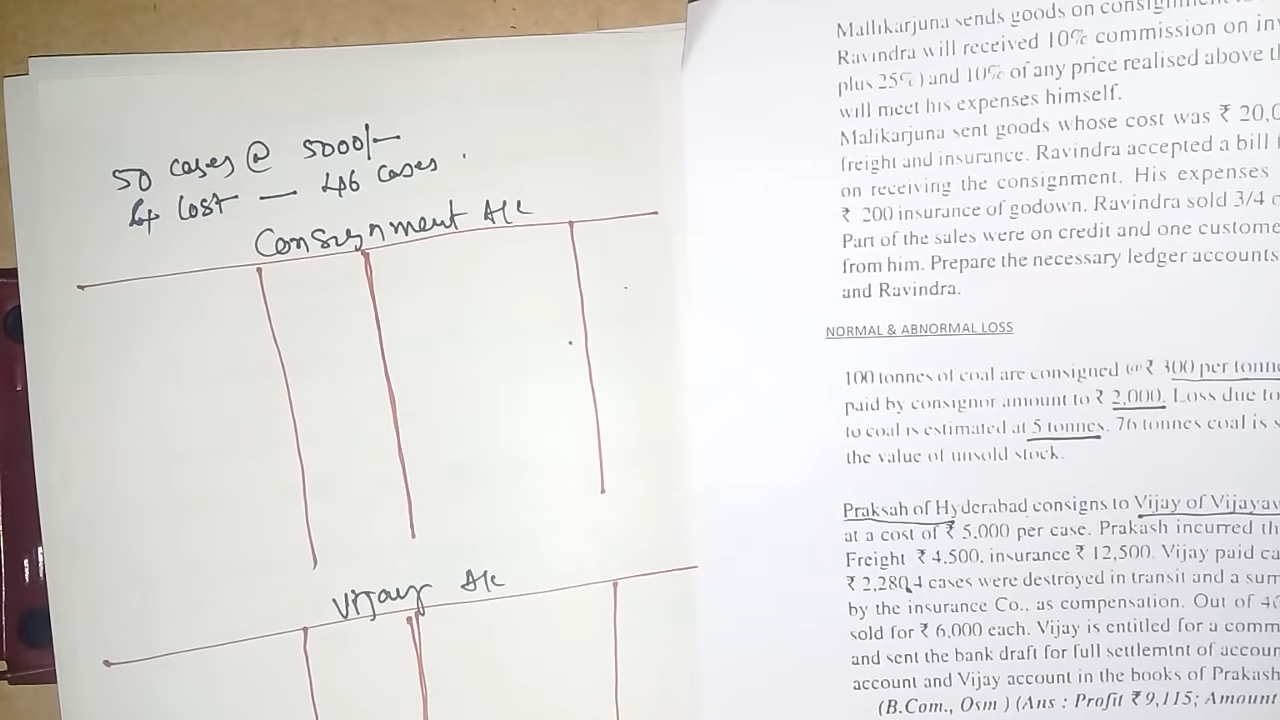 50 cases @ 5000/-
Lost — 46 cases
Consignment A/c
Vijay A/c
Mallikarjuna sends goods on consignment
Ravindra will received 10% commission on in
plus 25%) and 10% of any price realised above t
will meet his expenses himself.
Malikarjuna sent goods whose cost was ₹ 20,0
freight and insurance. Ravindra accepted a bill
on receiving the consignment. His expenses
₹ 200 insurance of godown. Ravindra sold 3/4 o
Part of the sales were on credit and one custome
from him. Prepare the necessary ledger accounts
and Ravindra.
NORMAL & ABNORMAL LOSS
100 tonnes of coal are consigned @ ₹ 300 per tonne
paid by consignor amount to ₹ 2,000. Loss due to
to coal is estimated at 5 tonnes. 76 tonnes coal is s
the value of unsold stock.
Praksah of Hyderabad consigns to Vijay of Vijayaw
at a cost of ₹ 5,000 per case. Prakash incurred th
Freight ₹ 4,500, insurance ₹ 12,500. Vijay paid ca
₹ 2,280, 4 cases were destroyed in transit and a sum
by the insurance Co., as compensation. Out of 46
sold for ₹ 6,000 each. Vijay is entitled for a comm
and sent the bank draft for full settlemtnt of accoun
account and Vijay account in the books of Prakash
(B.Com., Osm ) (Ans : Profit ₹ 9,115; Amount